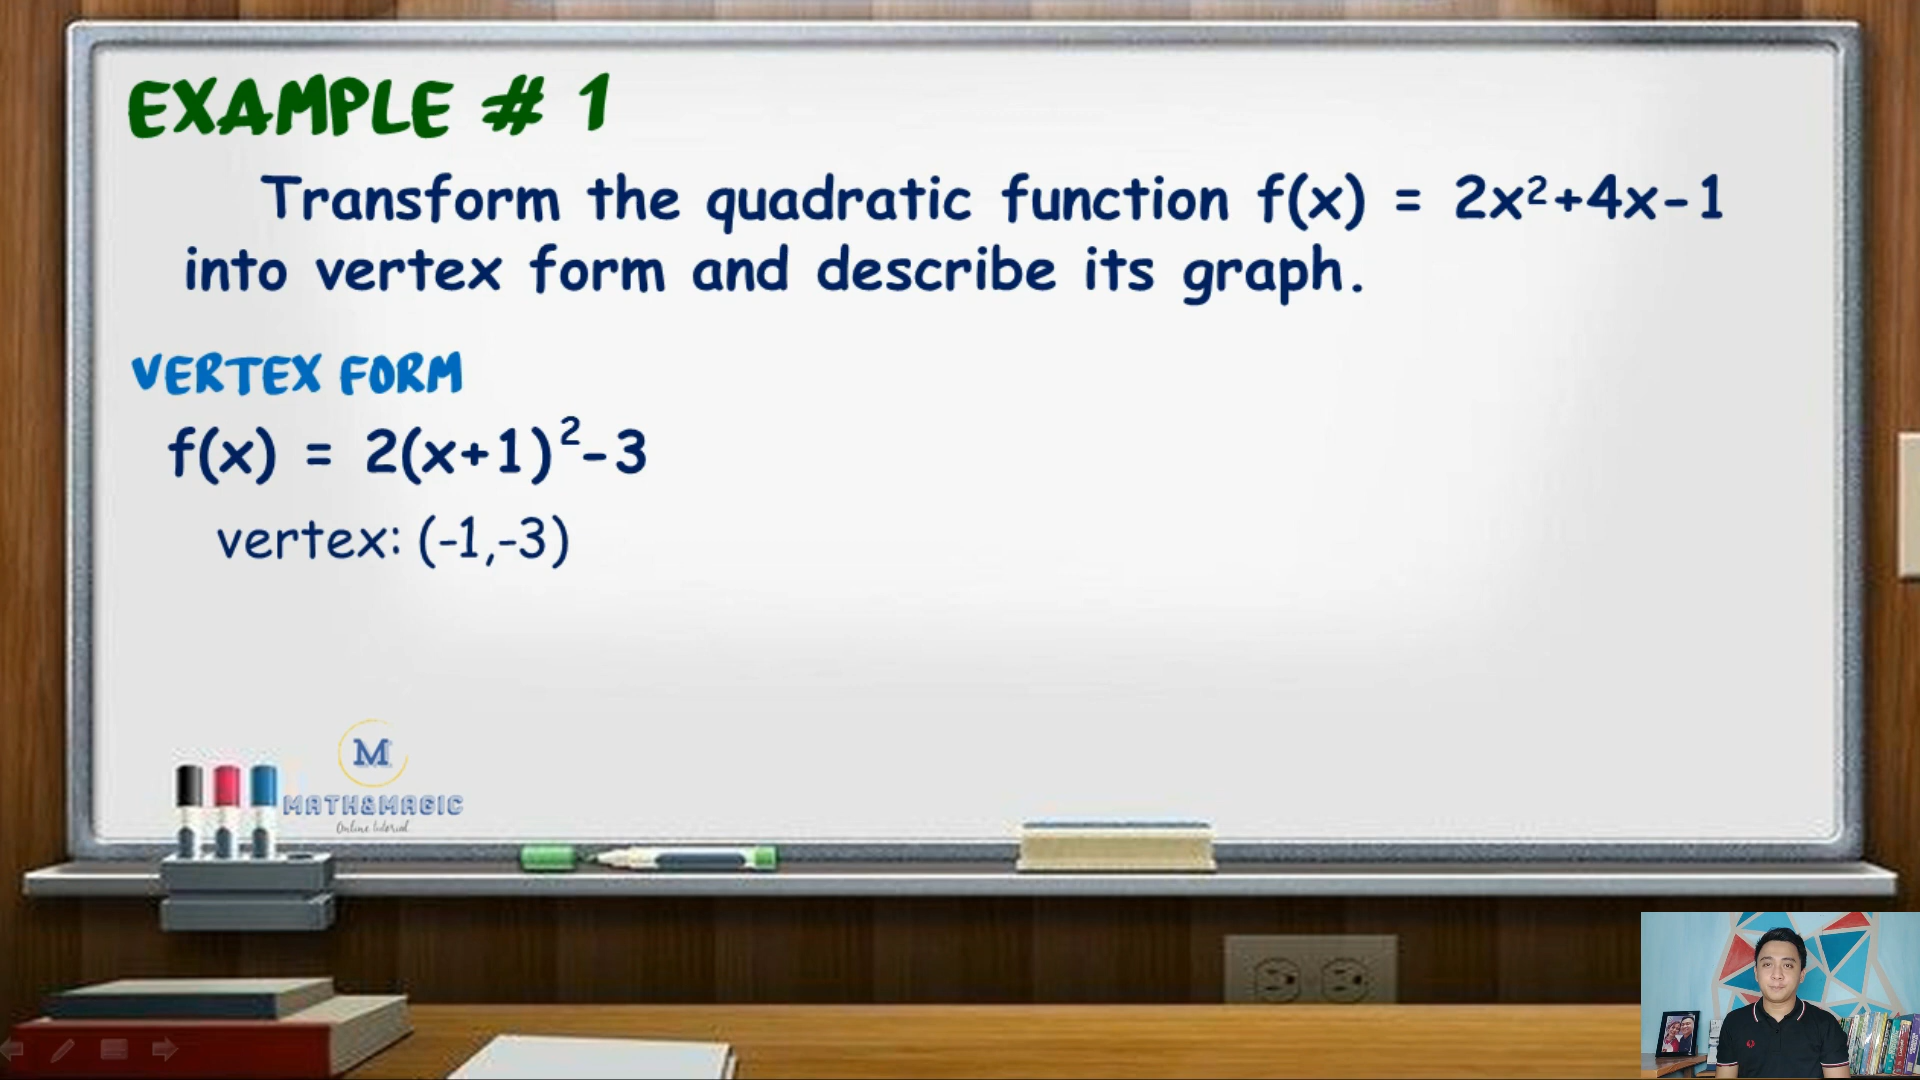 EXAMPLE # 1
Transform the quadratic function f(x) = 2x²+4x-1
into vertex form and describe its graph.
VERTEX FORM
f(x) = 2(x+1)²-3
vertex: (-1,-3)
M
MATH&MAGIC
Online tutorial